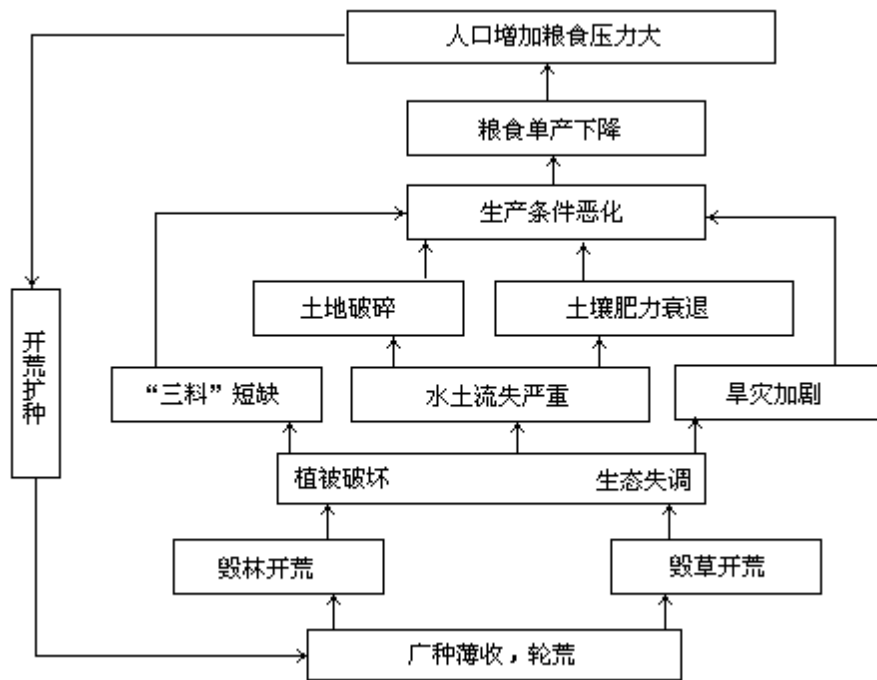 人口增加粮食压力大
粮食单产下降
生产条件恶化
土地破碎
土壤肥力衰退
开荒扩种
“三料”短缺
水土流失严重
旱灾加剧
植被破坏
生态失调
毁林开荒
毁草开荒
广种薄收，轮荒